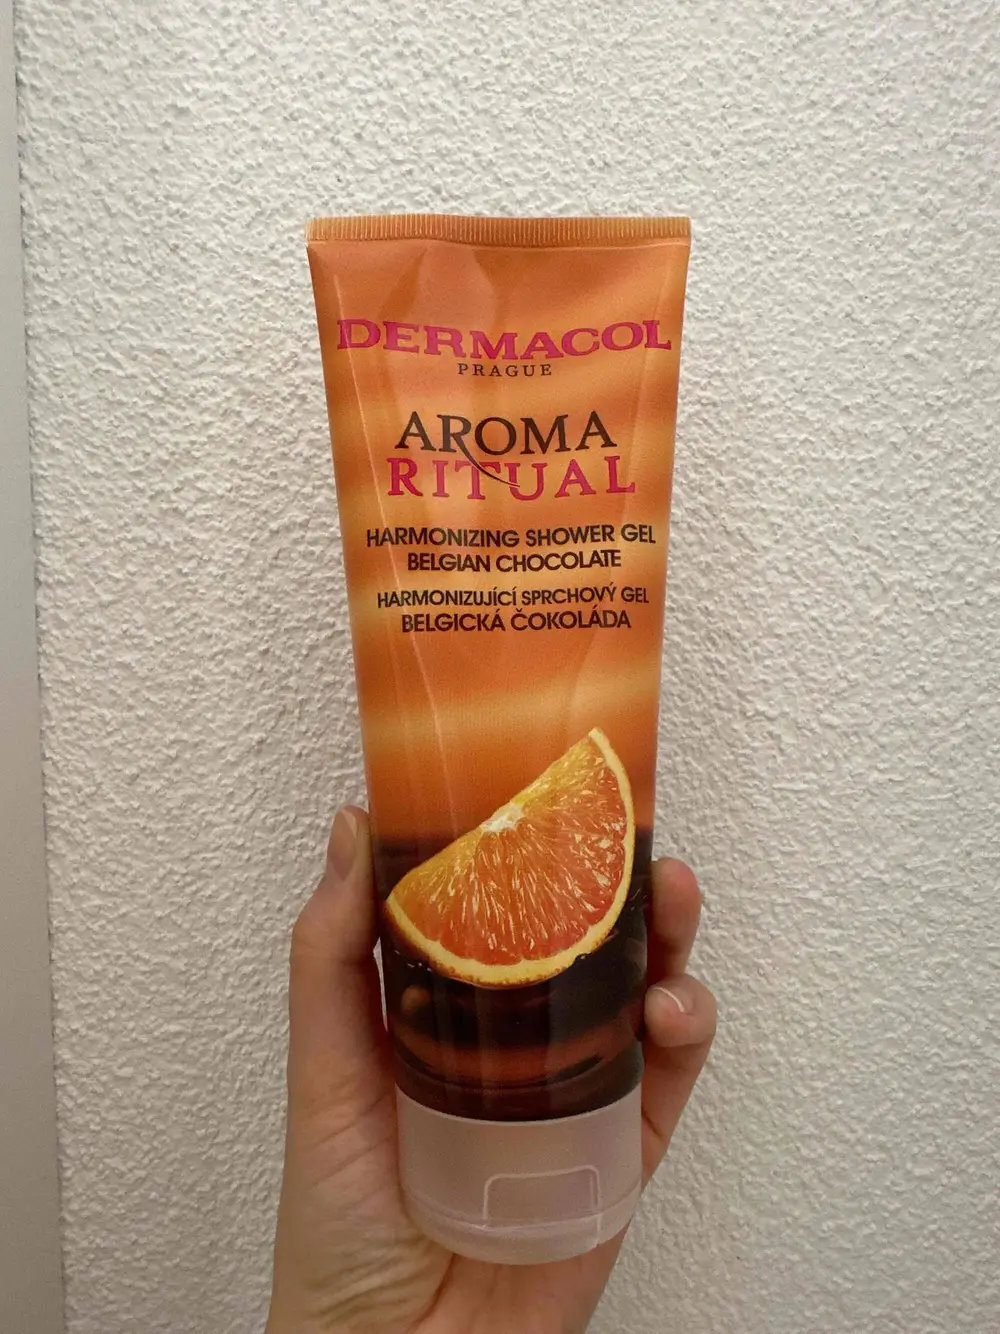 DERMACOL
PRAGUE
AROMA
RITUAL
HARMONIZING SHOWER GEL
BELGIAN CHOCOLATE
HARMONIZUJÍCÍ SPRCHOVÝ GEL
BELGICKÁ ČOKOLÁDA